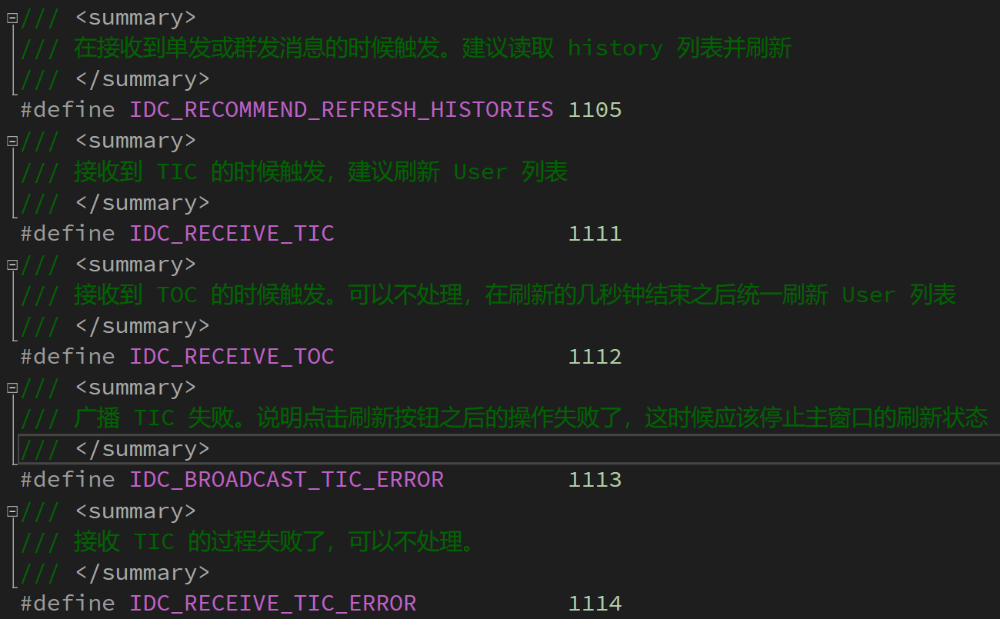 /// <summary>
/// 在接收到单发或群发消息的时候触发。建议读取 history 列表并刷新
/// </summary>
#define IDC_RECOMMEND_REFRESH_HISTORIES 1105
/// <summary>
/// 接收到 TIC 的时候触发，建议刷新 User 列表
/// </summary>
#define IDC_RECEIVE_TIC                 1111
/// <summary>
/// 接收到 TOC 的时候触发。可以不处理，在刷新的几秒钟结束之后统一刷新 User 列表
/// </summary>
#define IDC_RECEIVE_TOC                 1112
/// <summary>
/// 广播 TIC 失败。说明点击刷新按钮之后的操作失败了，这时候应该停止主窗口的刷新状态
/// </summary>
#define IDC_BROADCAST_TIC_ERROR         1113
/// <summary>
/// 接收 TIC 的过程失败了，可以不处理。
/// </summary>
#define IDC_RECEIVE_TIC_ERROR           1114